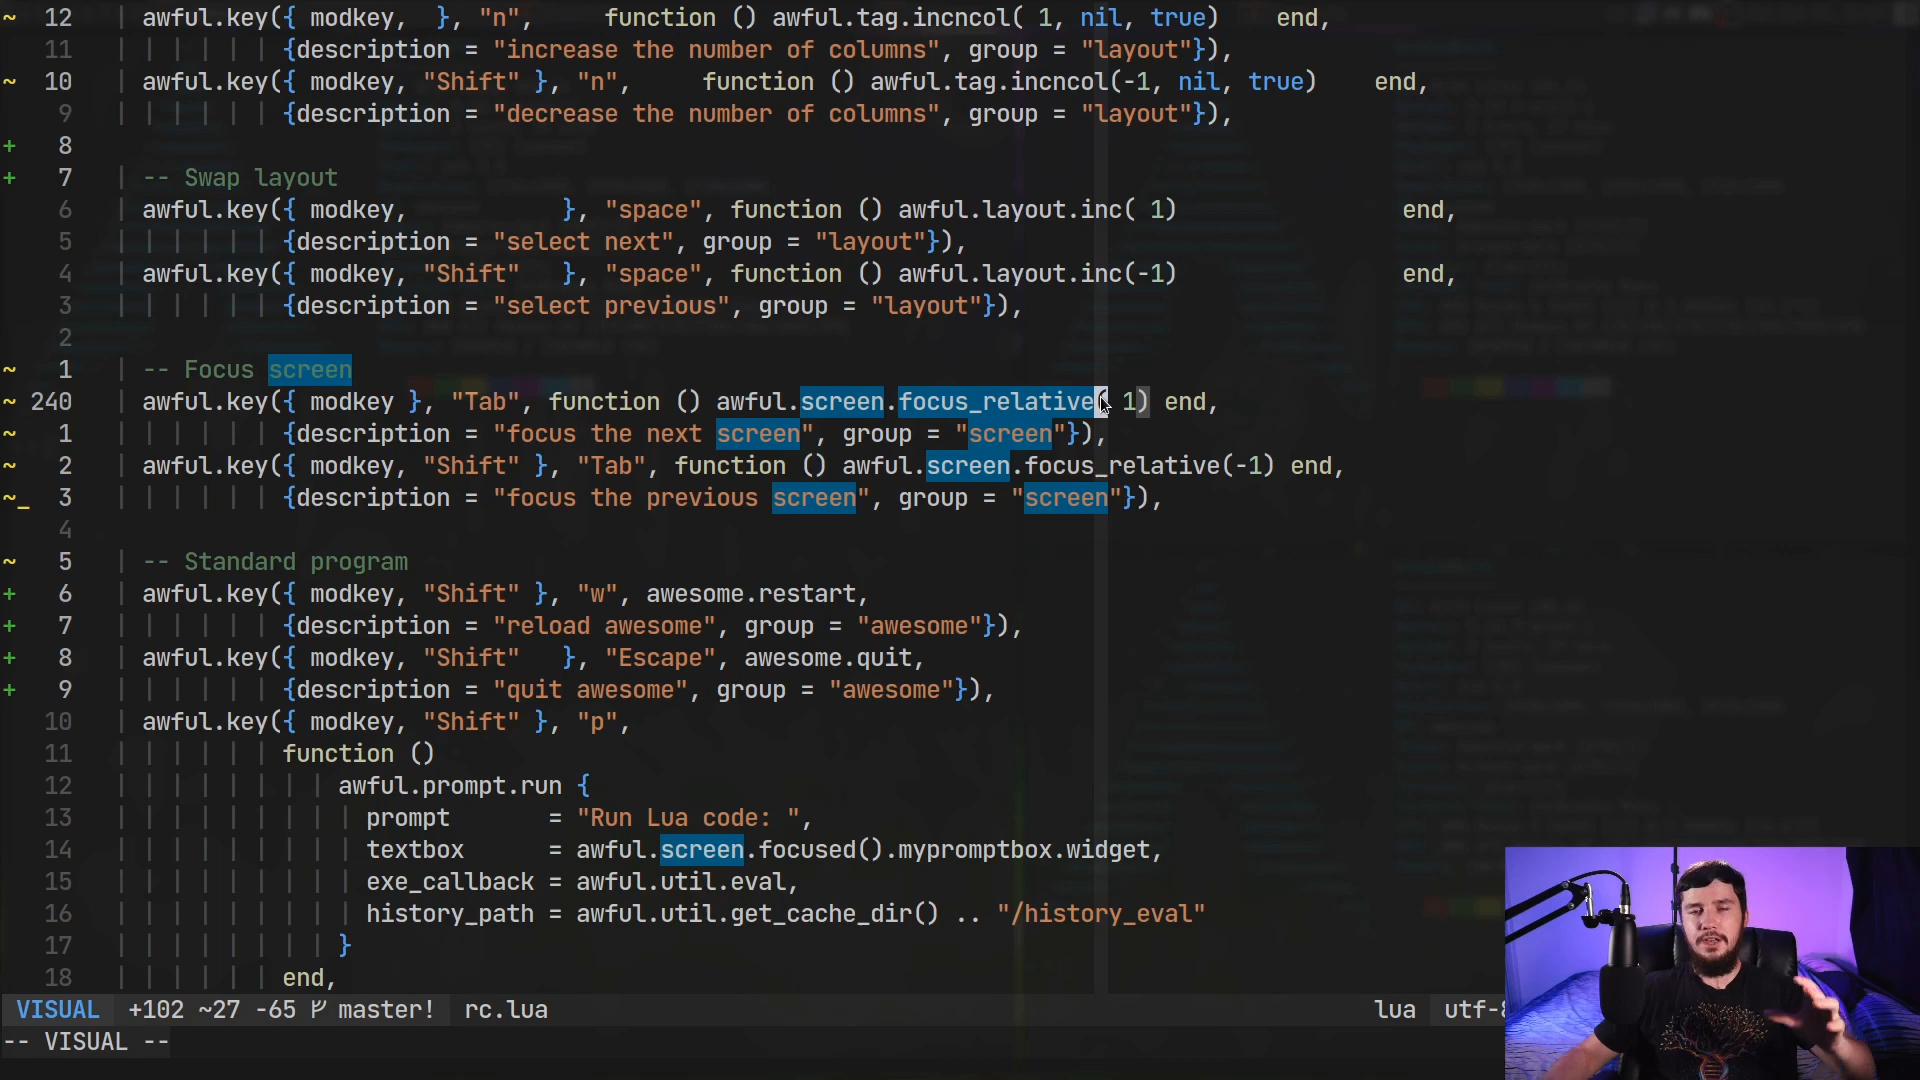 ~ 12 awful.key({ modkey,  }, "n",     function () awful.tag.incncol( 1, nil, true)    end,
11 {description = "increase the number of columns", group = "layout"}),
~ 10 awful.key({ modkey, "Shift" }, "n",     function () awful.tag.incncol(-1, nil, true)    end,
9 {description = "decrease the number of columns", group = "layout"}),
+ 8
+ 7 -- Swap layout
6 awful.key({ modkey,           }, "space", function () awful.layout.inc( 1)                end,
5 {description = "select next", group = "layout"}),
4 awful.key({ modkey, "Shift"   }, "space", function () awful.layout.inc(-1)                end,
3 {description = "select previous", group = "layout"}),
2
~ 1 -- Focus screen
~ 240 awful.key({ modkey }, "Tab", function () awful.screen.focus_relative( 1) end,
~ 1 {description = "focus the next screen", group = "screen"}),
~ 2 awful.key({ modkey, "Shift" }, "Tab", function () awful.screen.focus_relative(-1) end,
~_ 3 {description = "focus the previous screen", group = "screen"}),
4
~ 5 -- Standard program
+ 6 awful.key({ modkey, "Shift" }, "w", awesome.restart,
+ 7 {description = "reload awesome", group = "awesome"}),
+ 8 awful.key({ modkey, "Shift"   }, "Escape", awesome.quit,
+ 9 {description = "quit awesome", group = "awesome"}),
10 awful.key({ modkey, "Shift" }, "p",
11 function ()
12 awful.prompt.run {
13 prompt       = "Run Lua code: ",
14 textbox      = awful.screen.focused().mypromptbox.widget,
15 exe_callback = awful.util.eval,
16 history_path = awful.util.get_cache_dir() .. "/history_eval"
17 }
18 end,
VISUAL +102 ~27 -65 master! rc.lua lua utf-8
-- VISUAL --